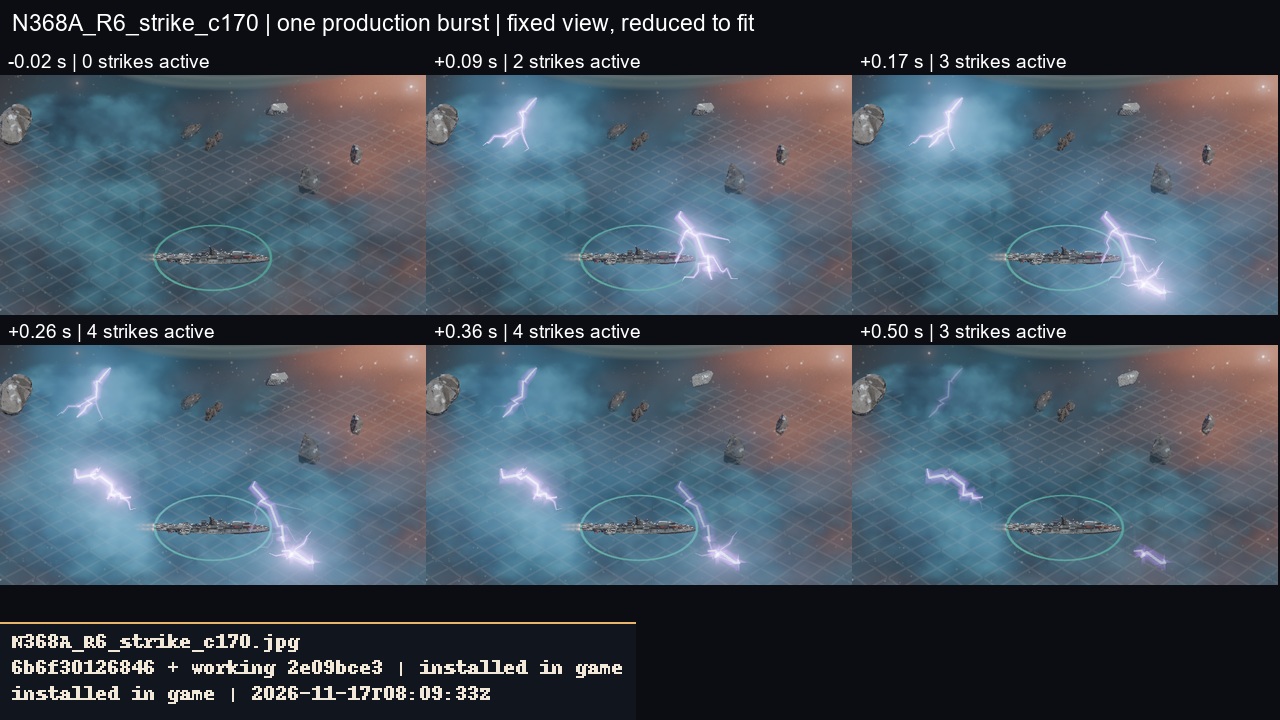 N368A_R6_strike_c170 | one production burst | fixed view, reduced to fit
-0.02 s | 0 strikes active
+0.09 s | 2 strikes active
+0.17 s | 3 strikes active
+0.26 s | 4 strikes active
+0.36 s | 4 strikes active
+0.50 s | 3 strikes active
N368A_R6_strike_c170.jpg
6b6f30126846 + working 2e09bce3 | installed in game
installed in game | 2026-11-17T08:09:33Z